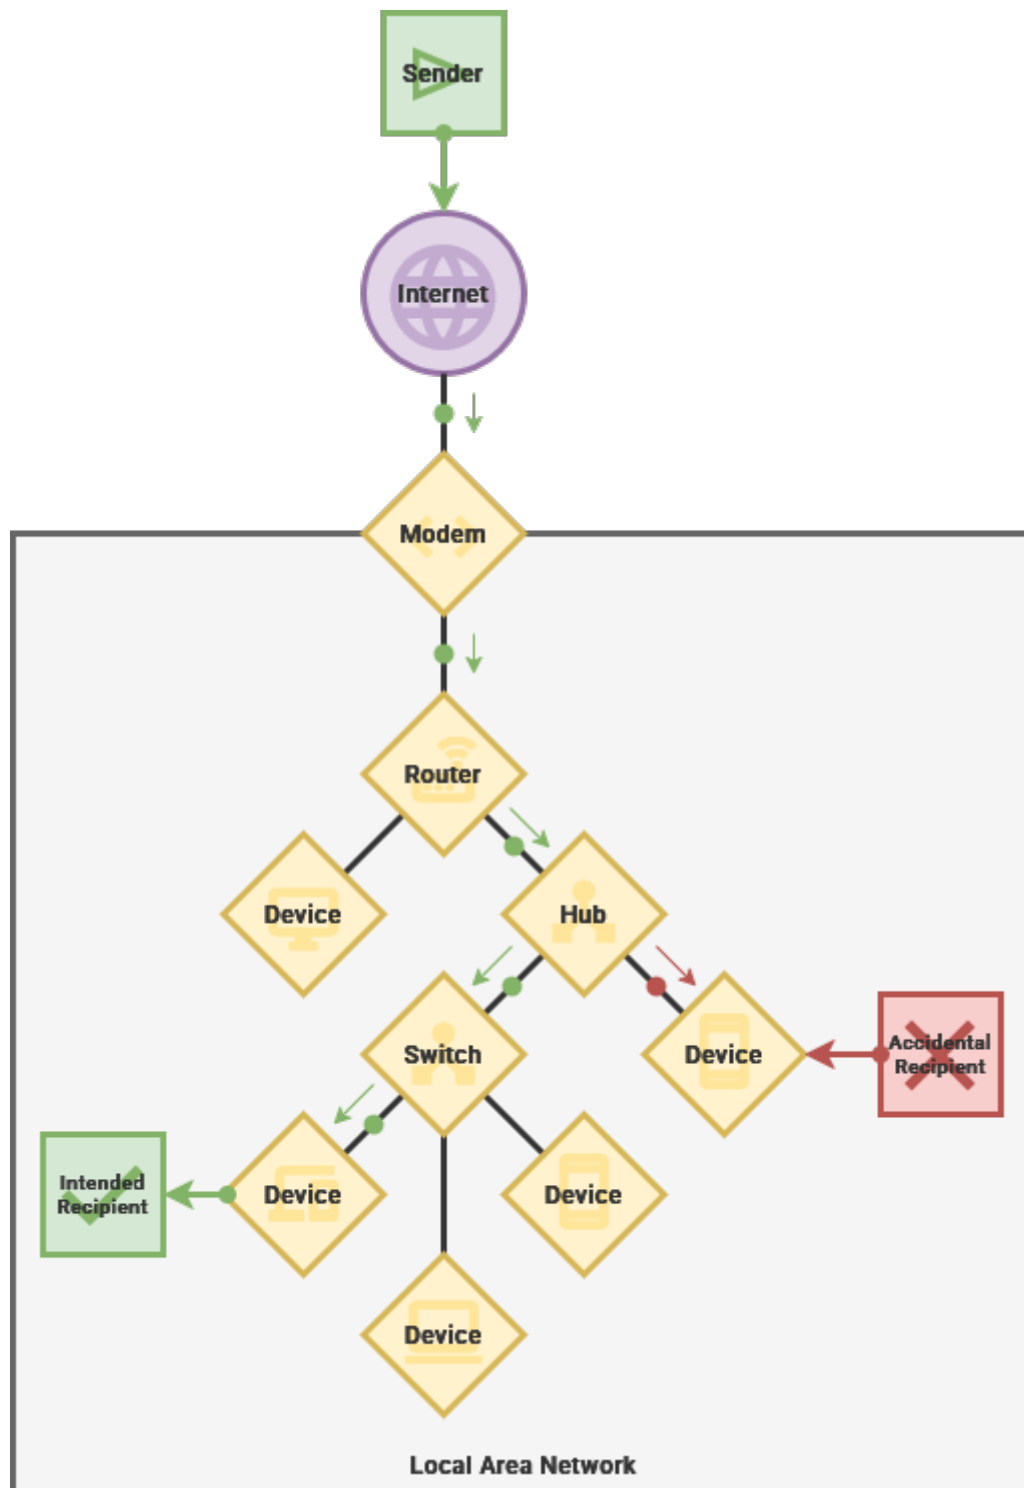 Sender
Internet
Modem
Router
Device
Hub
Switch
Device
Accidental
Recipient
Intended
Recipient
Device
Device
Device
Local Area Network